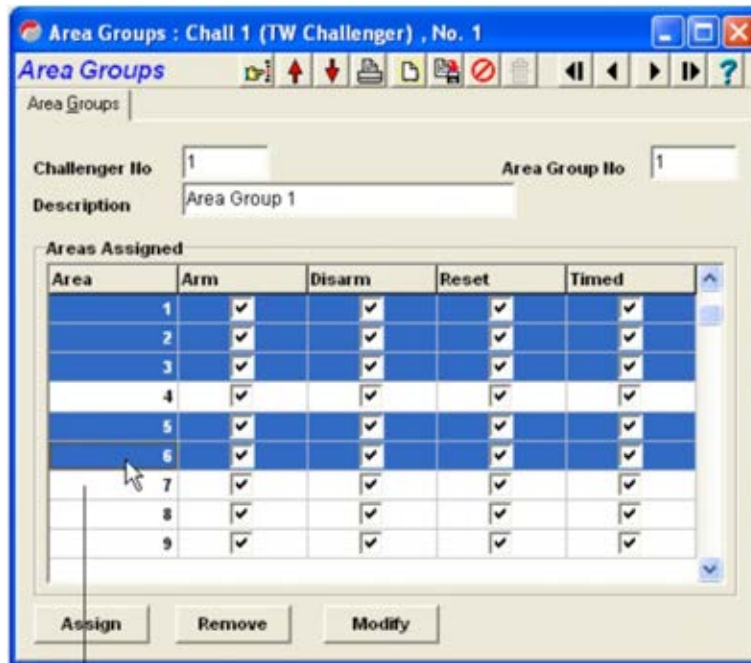 Area Groups : Chall 1 (TW Challenger) , No. 1
Area Groups
Area Groups
Challenger No 1 Area Group No 1
Description Area Group 1
Areas Assigned
Area Arm Disarm Reset Timed
1
2
3
4
5
6
7
8
9
Assign Remove Modify